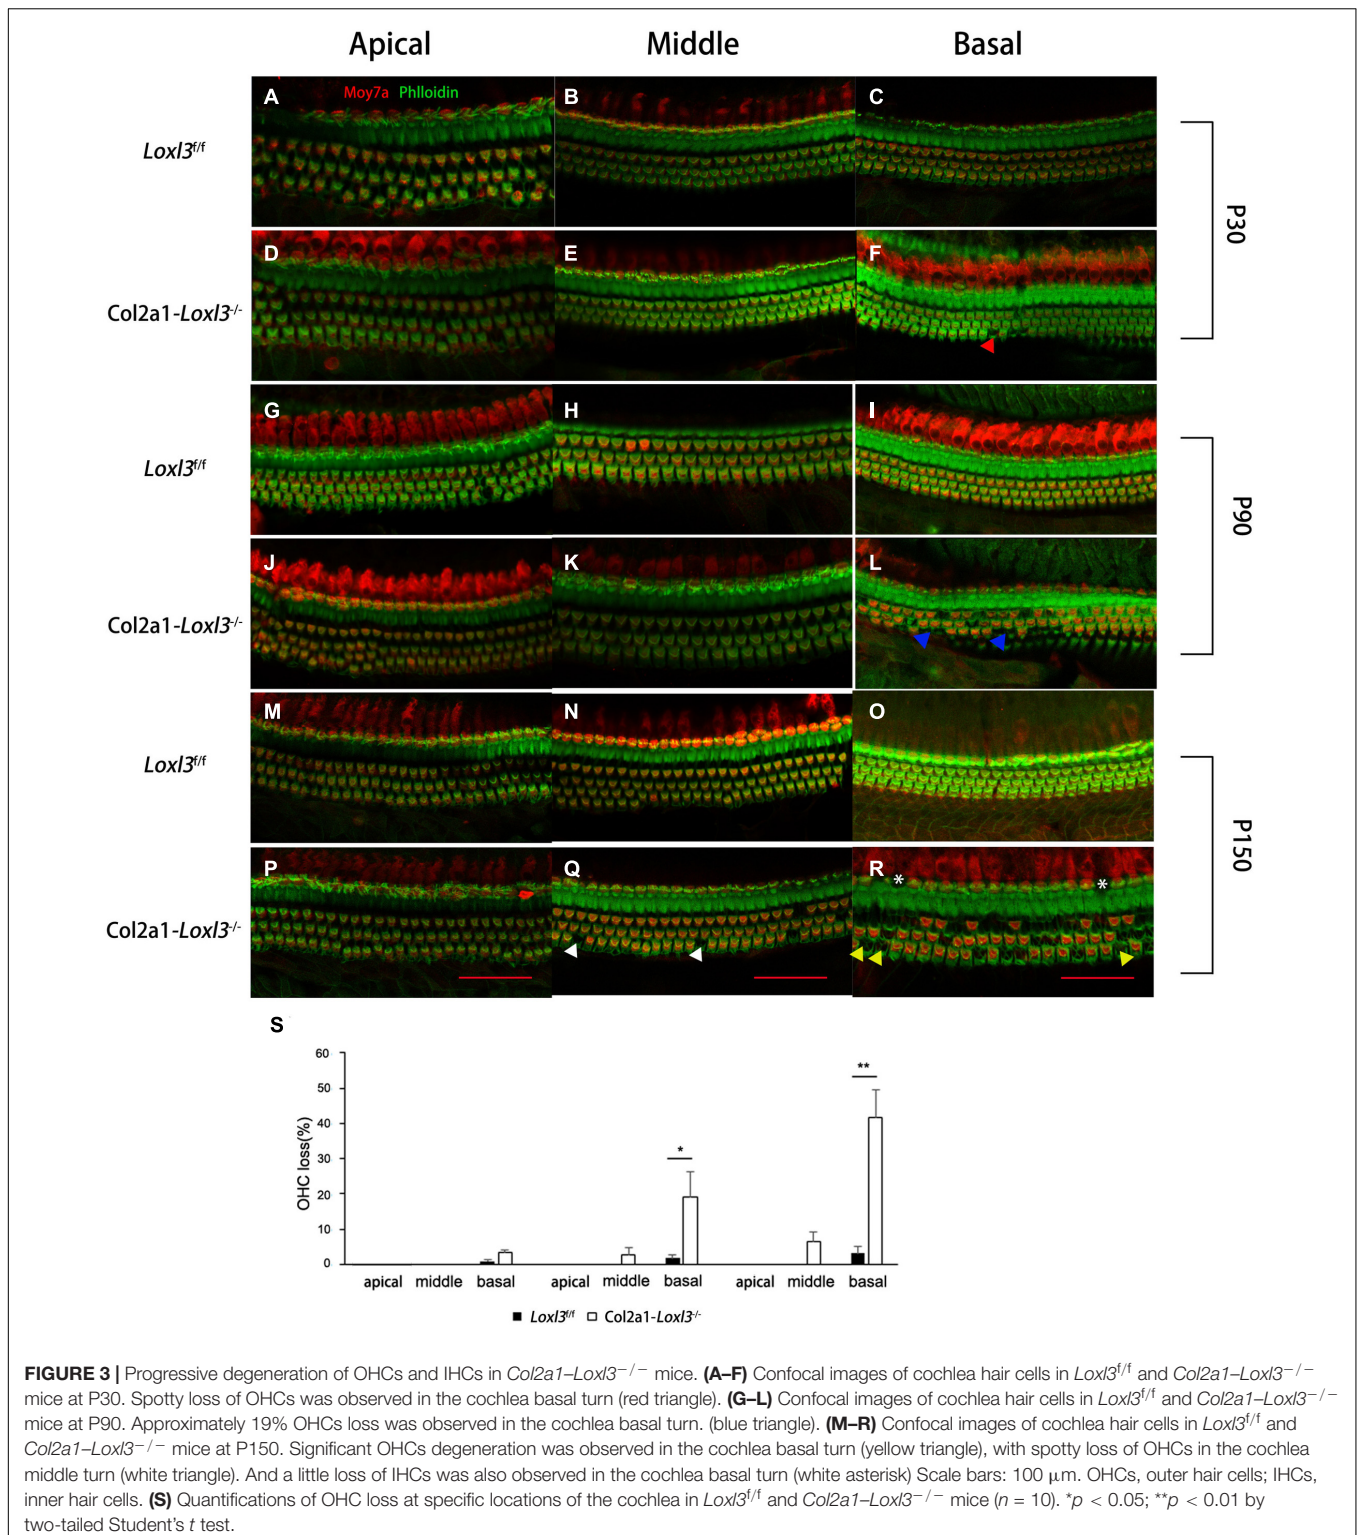 Apical Middle Basal
A Moy7a Phlloidin B C
Loxl3f/f
P30
D E F
Col2a1-Loxl3-/-
G H I
Loxl3f/f
P90
J K L
Col2a1-Loxl3-/-
M N O
Loxl3f/f
P150
P Q R
* *
Col2a1-Loxl3-/-
S
60
50
40
30
20
10
0
OHC loss(%)
*
**
apical middle basal apical middle basal apical middle basal
Loxl3f/f Col2a1-Loxl3-/-
FIGURE 3 | Progressive degeneration of OHCs and IHCs in Col2a1–Loxl3−/− mice. (A–F) Confocal images of cochlea hair cells in Loxl3f/f and Col2a1–Loxl3−/−
mice at P30. Spotty loss of OHCs was observed in the cochlea basal turn (red triangle). (G–L) Confocal images of cochlea hair cells in Loxl3f/f and Col2a1–Loxl3−/−
mice at P90. Approximately 19% OHCs loss was observed in the cochlea basal turn. (blue triangle). (M–R) Confocal images of cochlea hair cells in Loxl3f/f and
Col2a1–Loxl3−/− mice at P150. Significant OHCs degeneration was observed in the cochlea basal turn (yellow triangle), with spotty loss of OHCs in the cochlea
middle turn (white triangle). And a little loss of IHCs was also observed in the cochlea basal turn (white asterisk) Scale bars: 100 μm. OHCs, outer hair cells; IHCs,
inner hair cells. (S) Quantifications of OHC loss at specific locations of the cochlea in Loxl3f/f and Col2a1–Loxl3−/− mice (n = 10). *p < 0.05; **p < 0.01 by
two-tailed Student's t test.